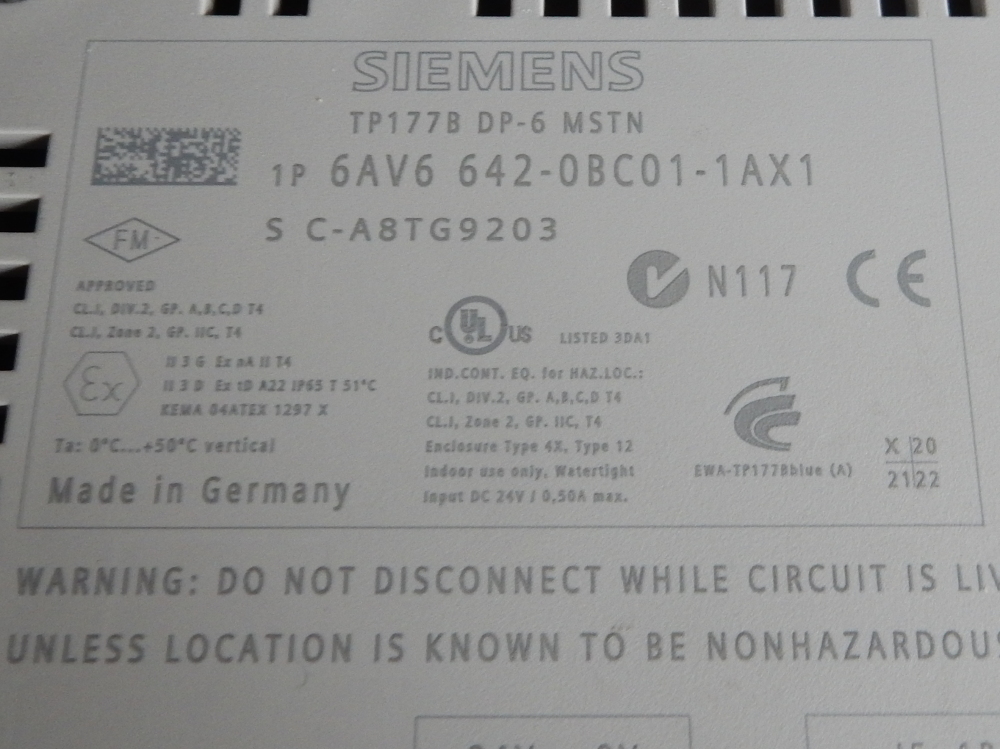 SIEMENS
TP177B DP-6 MSTN
1P 6AV6 642-0BC01-1AX1
S C-A8TG9203
FM
APPROVED
CL.I, DIV.2, GP. A,B,C,D T4
CL.I, Zone 2, GP. IIC, T4
N117 CE
C UL US LISTED 3DA1
Ex
II 3 G Ex nA II T4
II 3 D Ex tD A22 IP65 T 51°C
KEMA 04ATEX 1297 X
Ta: 0°C...+50°C vertical
Made in Germany
IND.CONT. EQ. for HAZ.LOC.:
CL.I, DIV.2, GP. A,B,C,D T4
CL.I, Zone 2, GP. IIC, T4
Enclosure Type 4X, Type 12
Indoor use only, Watertight
Input DC 24V / 0,50A max.
EWA-TP177Bblue (A)
X 20
21 22
WARNING: DO NOT DISCONNECT WHILE CIRCUIT IS LIV
UNLESS LOCATION IS KNOWN TO BE NONHAZARDOUS